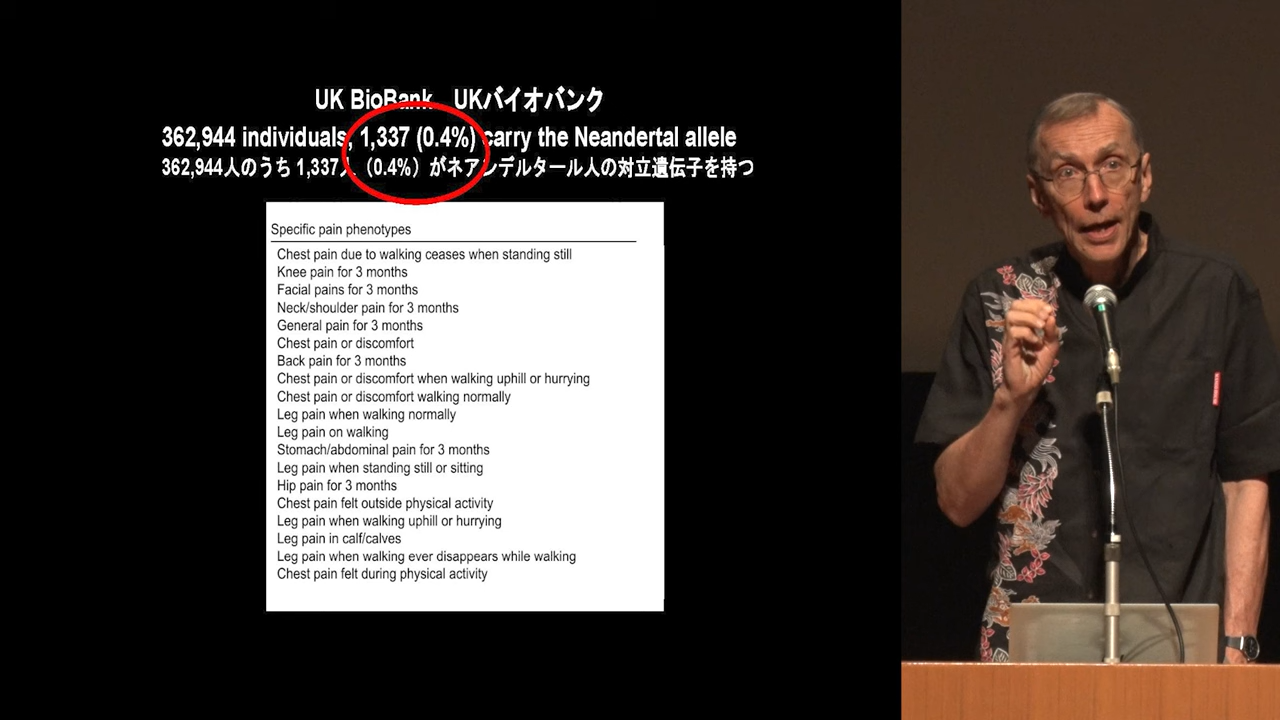 UK BioBank UKバイオバンク
362,944 individuals, 1,337 (0.4%) carry the Neandertal allele
362,944人のうち 1,337人（0.4%）がネアンデルタール人の対立遺伝子を持つ
Specific pain phenotypes
Chest pain due to walking ceases when standing still
Knee pain for 3 months
Facial pains for 3 months
Neck/shoulder pain for 3 months
General pain for 3 months
Chest pain or discomfort
Back pain for 3 months
Chest pain or discomfort when walking uphill or hurrying
Chest pain or discomfort walking normally
Leg pain when walking normally
Leg pain on walking
Stomach/abdominal pain for 3 months
Leg pain when standing still or sitting
Hip pain for 3 months
Chest pain felt outside physical activity
Leg pain when walking uphill or hurrying
Leg pain in calf/calves
Leg pain when walking ever disappears while walking
Chest pain felt during physical activity